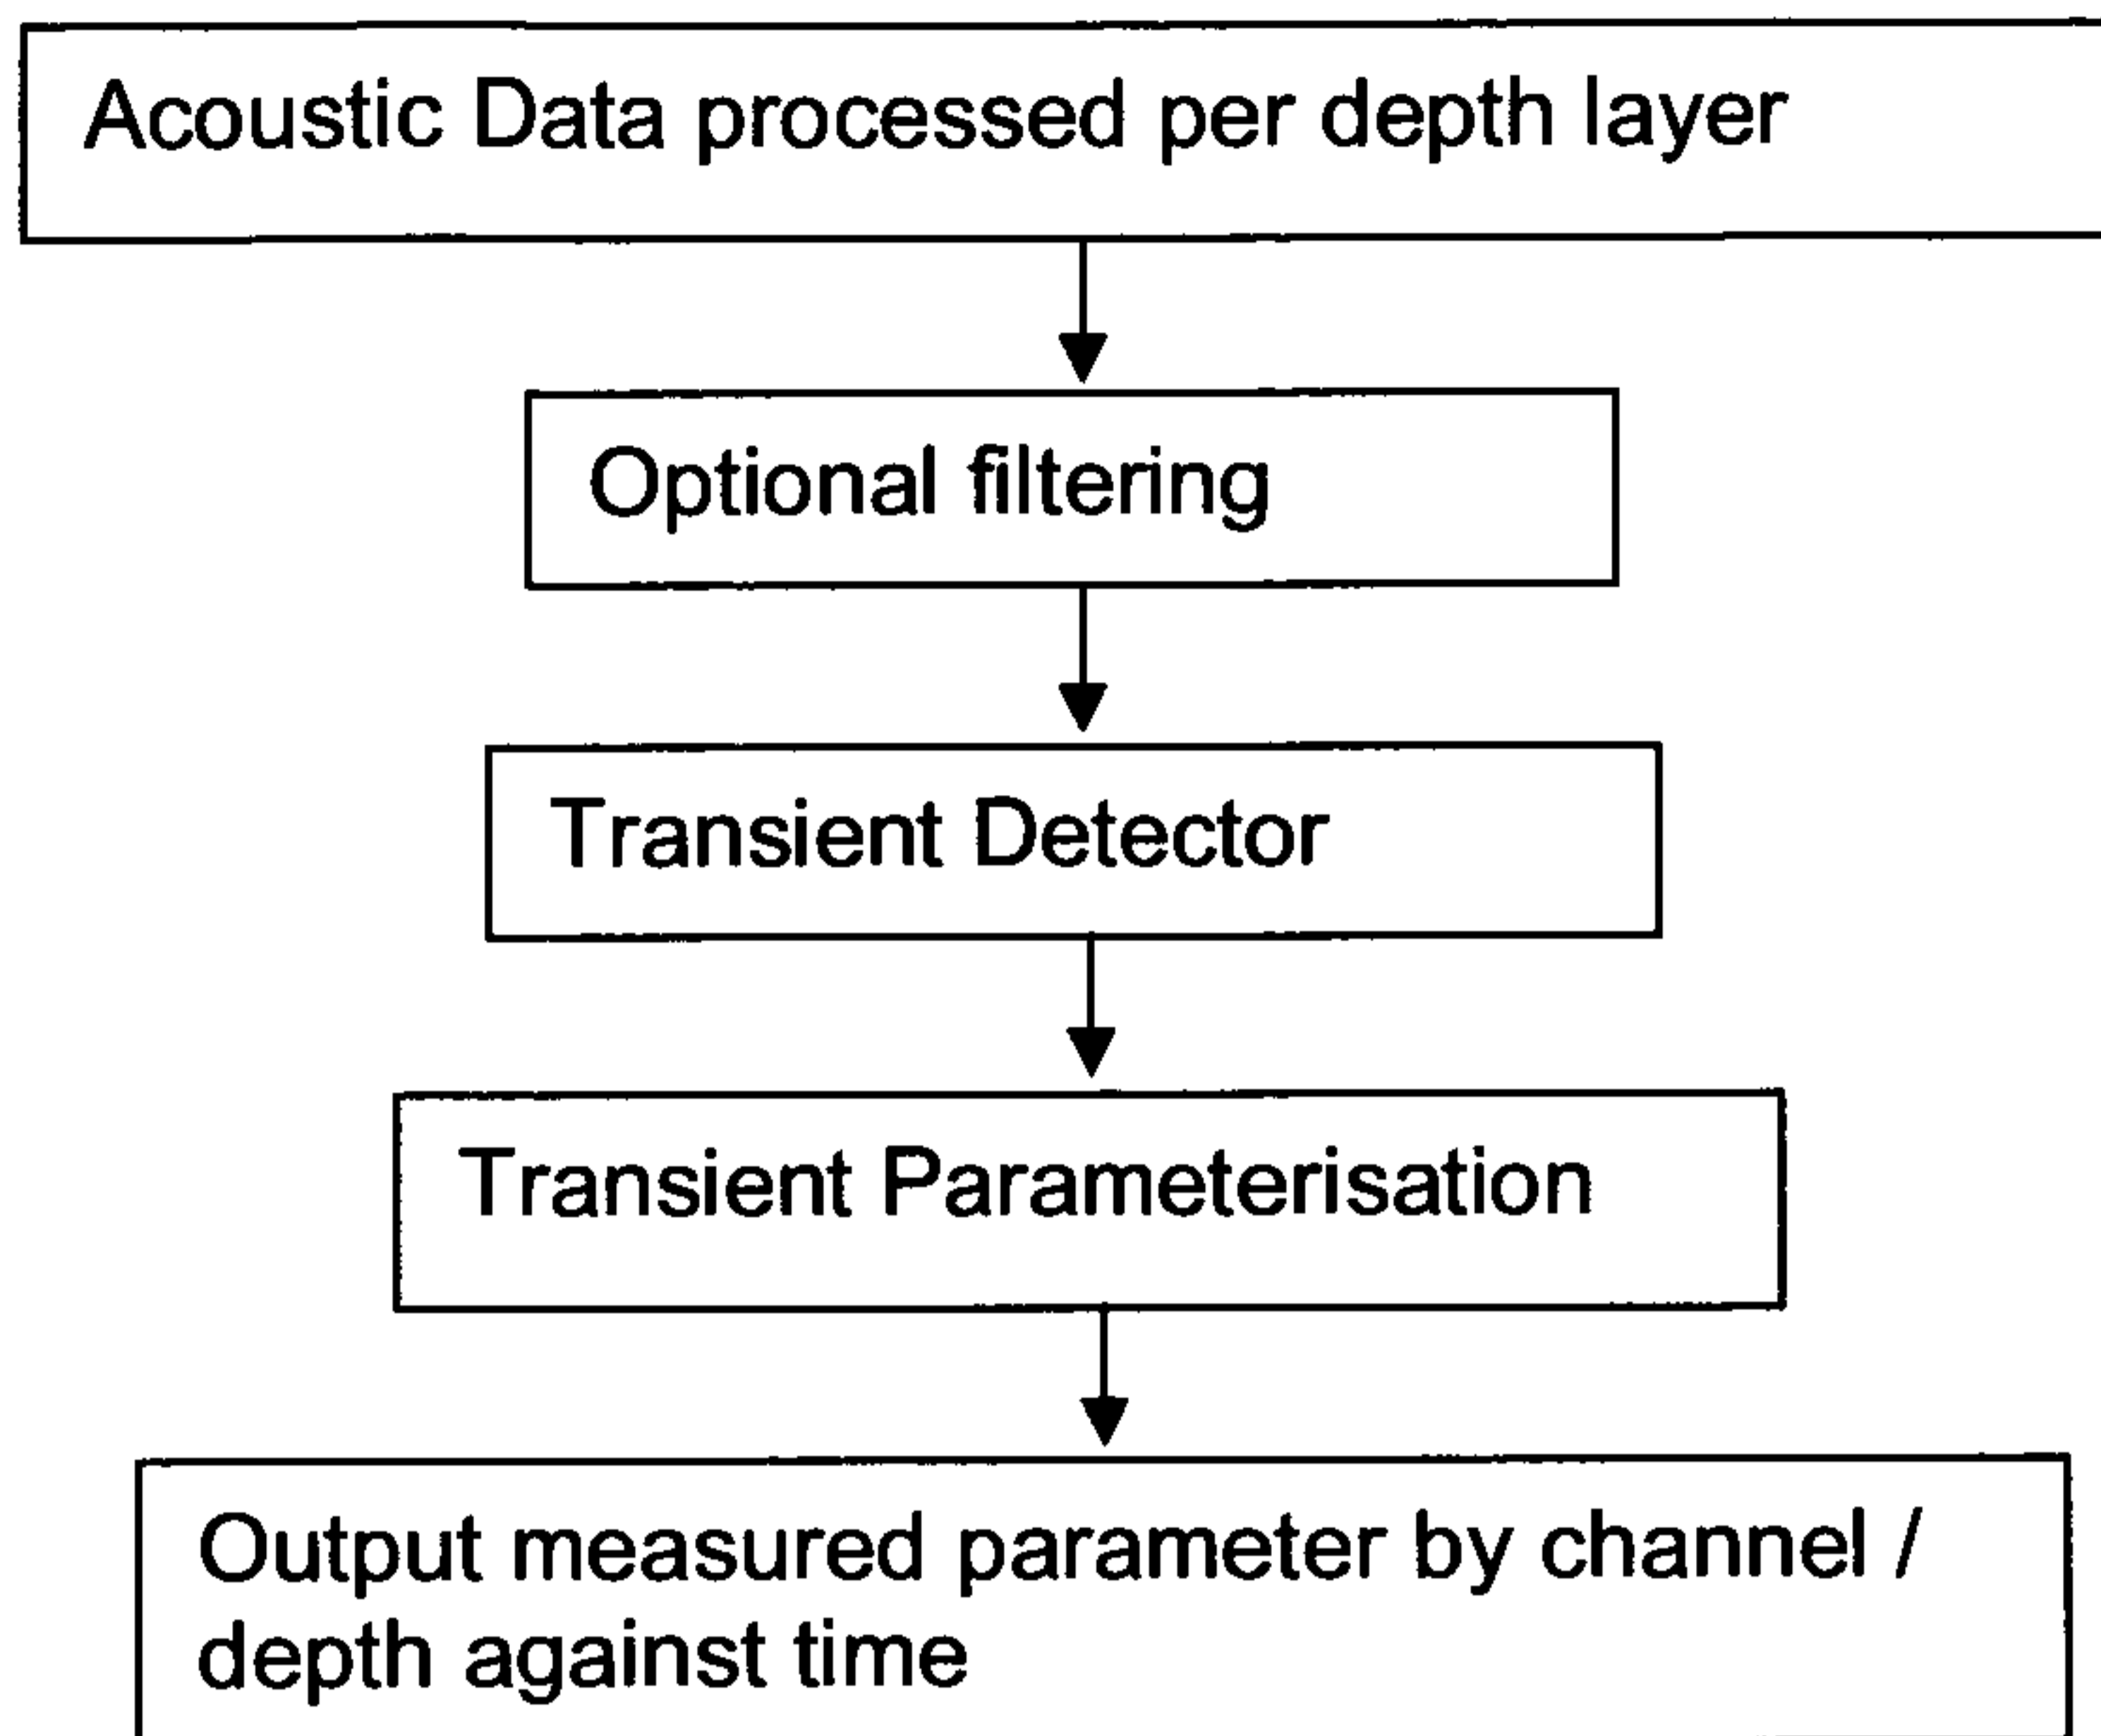 Acoustic Data processed per depth layer
Optional filtering
Transient Detector
Transient Parameterisation
Output measured parameter by channel /
depth against time